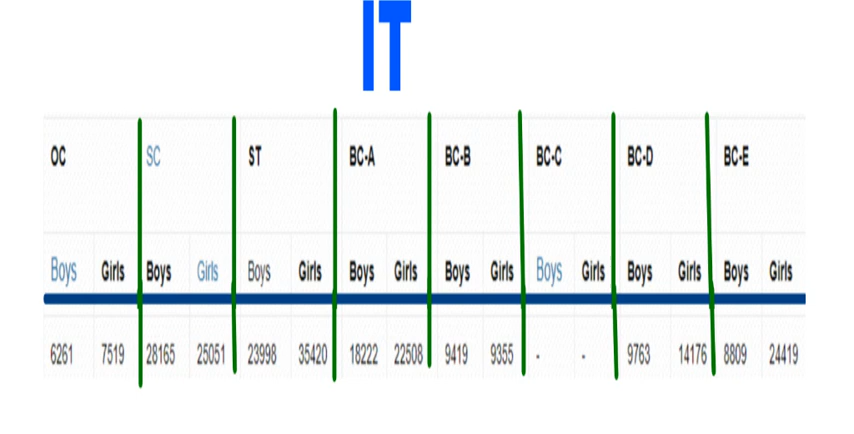 IT
OC SC ST BC-A BC-B BC-C BC-D BC-E
Boys Girls Boys Girls Boys Girls Boys Girls Boys Girls Boys Girls Boys Girls Boys Girls
6261 7519 28165 25051 23998 35420 18222 22508 9419 9355 - - 9763 14176 8809 24419